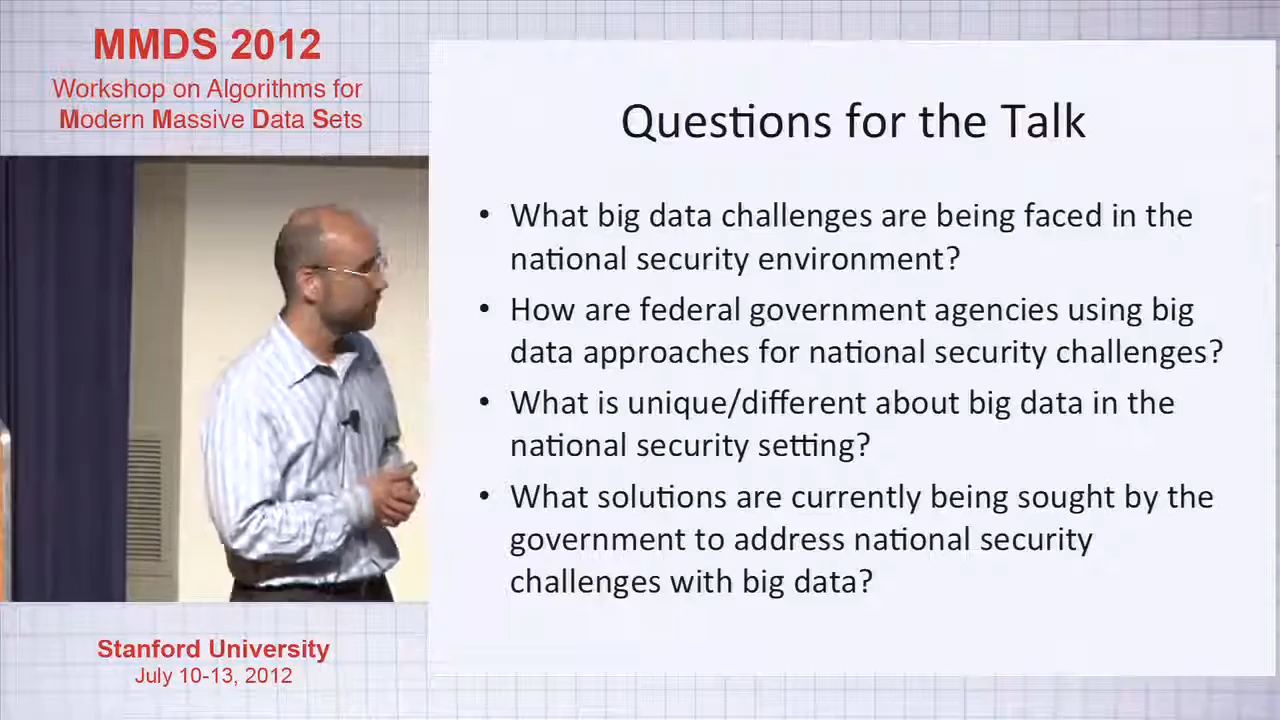 MMDS 2012
Workshop on Algorithms for
Modern Massive Data Sets
Questions for the Talk
• What big data challenges are being faced in the
national security environment?
• How are federal government agencies using big
data approaches for national security challenges?
• What is unique/different about big data in the
national security setting?
• What solutions are currently being sought by the
government to address national security
challenges with big data?
Stanford University
July 10-13, 2012